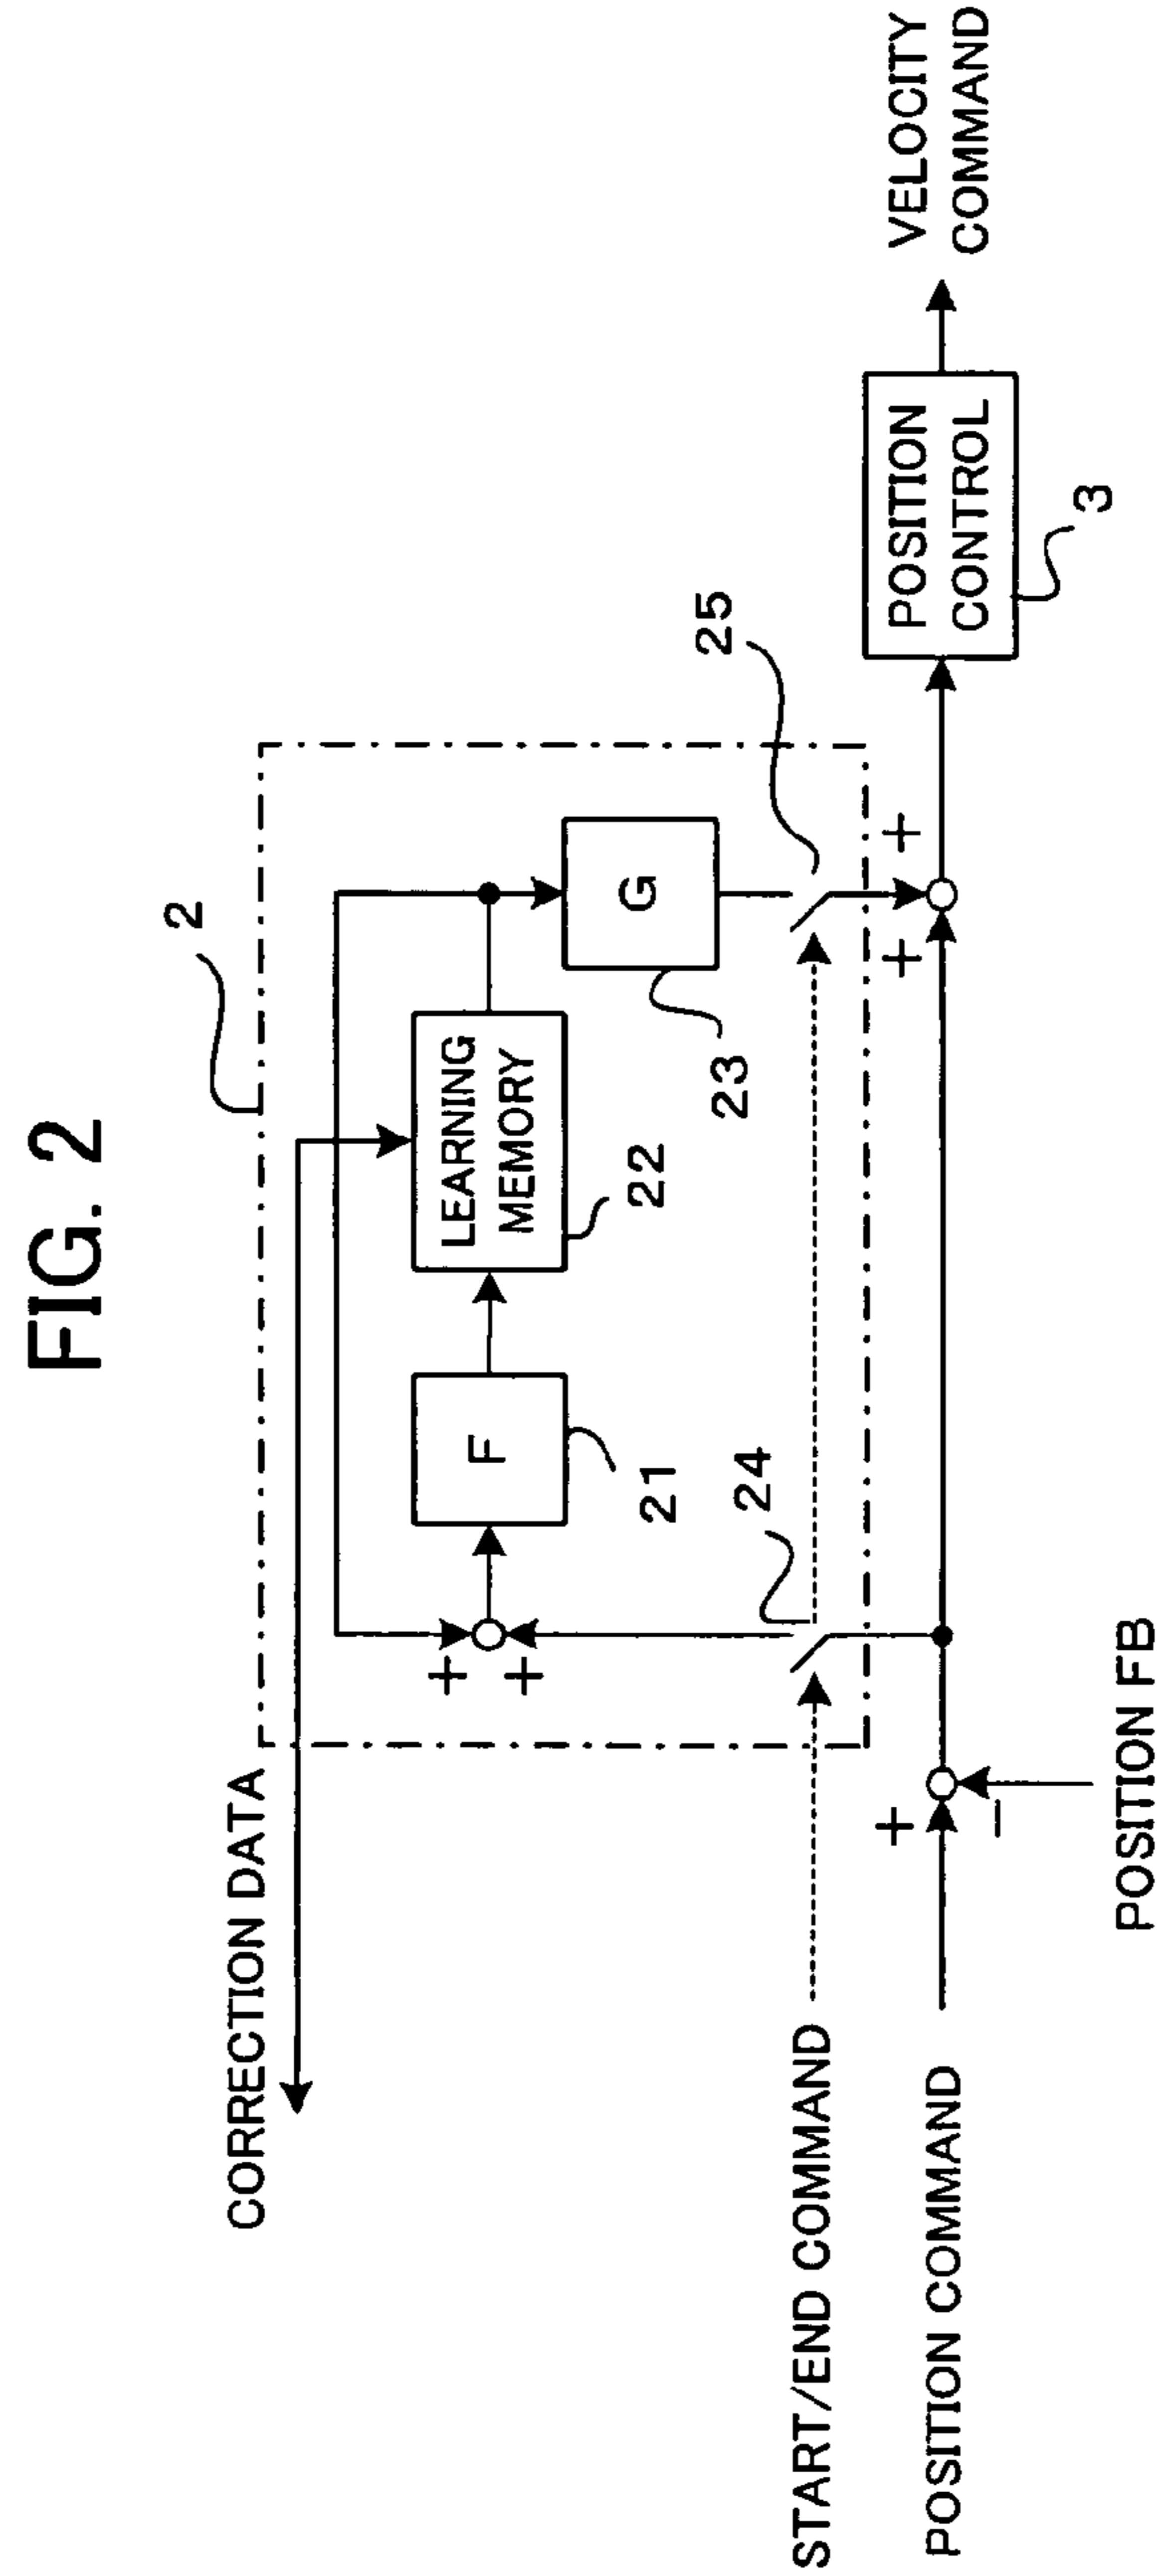 FIG. 2
2
CORRECTION DATA
LEARNING
MEMORY
22
F
21
G
23
24
25
START/END COMMAND
+
+
+
+
POSITION COMMAND
+
−
POSITION FB
POSITION
CONTROL
3
VELOCITY
COMMAND